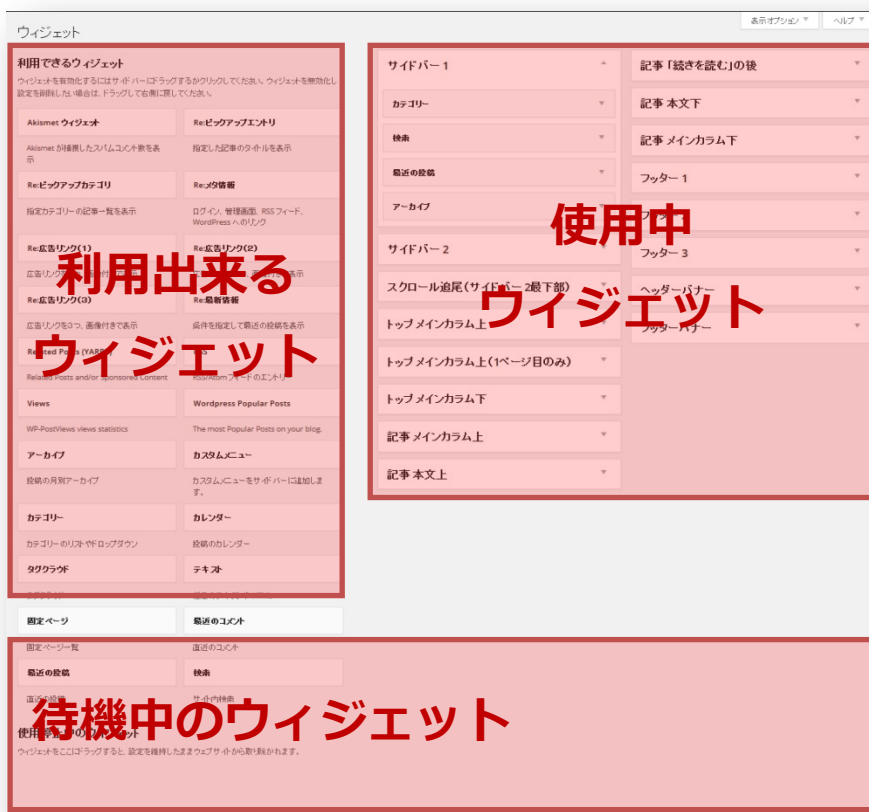 ウィジェット
表示オプション
ヘルプ
利用できるウィジェット
ウィジェットを有効化するにはサイドバーにドラッグするかクリックしてください。ウィジェットを無効化し
設定を削除したい場合は、ドラッグして右側に戻してください。
Akismet ウィジェット
Re:ピックアップエントリ
Akismet が捕獲したスパムコメント数を表示
指定した記事のタイトルを表示
Re:ピックアップカテゴリ
Re:メタ情報
指定カテゴリーの記事一覧を表示
ログイン、管理画面、RSS フィード、
WordPress へのリンク
Re:広告リンク(1)
Re:広告リンク(2)
利用出来る
Re:広告リンク(3)
Re:最新情報
広告リンクを3つ、画像付きで表示
条件を指定して最近の投稿を表示
ウィジェット
Related Posts and/or Sponsored Content
RSS/Atom フィードのエントリー
Views
Wordpress Popular Posts
WP-PostViews views statistics
The most Popular Posts on your blog.
アーカイブ
カスタムメニュー
投稿の月別アーカイブ
カスタムメニューをサイドバーに追加します。
カテゴリー
カレンダー
カテゴリーのリストやドロップダウン
投稿のカレンダー
タグクラウド
テキスト
固定ページ
最近のコメント
固定ページ一覧
直近のコメント
最近の投稿
検索
待機中のウィジェット
ウィジェットをここにドラッグすると、設定を維持したままウェブサイトから取り除かれます。
サイドバー 1
カテゴリー
検索
最近の投稿
アーカイブ
サイドバー 2
スクロール追尾(サイドバー 2最下部)
トップ メインカラム上
トップ メインカラム上(1ページ目のみ)
トップ メインカラム下
記事 メインカラム上
記事 本文上
記事 「続きを読む」の後
記事 本文下
記事 メインカラム下
フッター 1
使用中
フッター 3
ヘッダーバナー
ウィジェット
フッターバナー